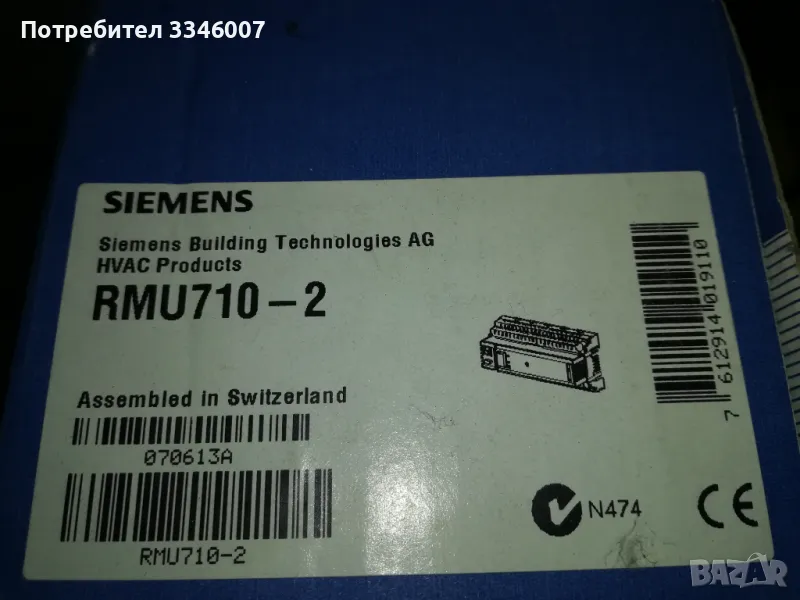 Потребител 3346007
SIEMENS
Siemens Building Technologies AG
HVAC Products
RMU710-2
Assembled in Switzerland
070613A
RMU710-2
7 612914 019110
N474
CE
BAZAR